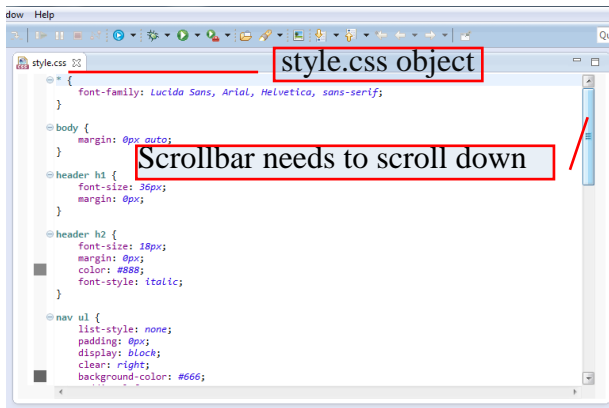 dow Help
Qu
style.css
style.css object
* {
font-family: Lucida Sans, Arial, Helvetica, sans-serif;
}
body {
margin: 0px auto;
}
Scrollbar needs to scroll down
header h1 {
font-size: 36px;
margin: 0px;
}
header h2 {
font-size: 18px;
margin: 0px;
color: #888;
font-style: italic;
}
nav ul {
list-style: none;
padding: 0px;
display: block;
clear: right;
background-color: #666;